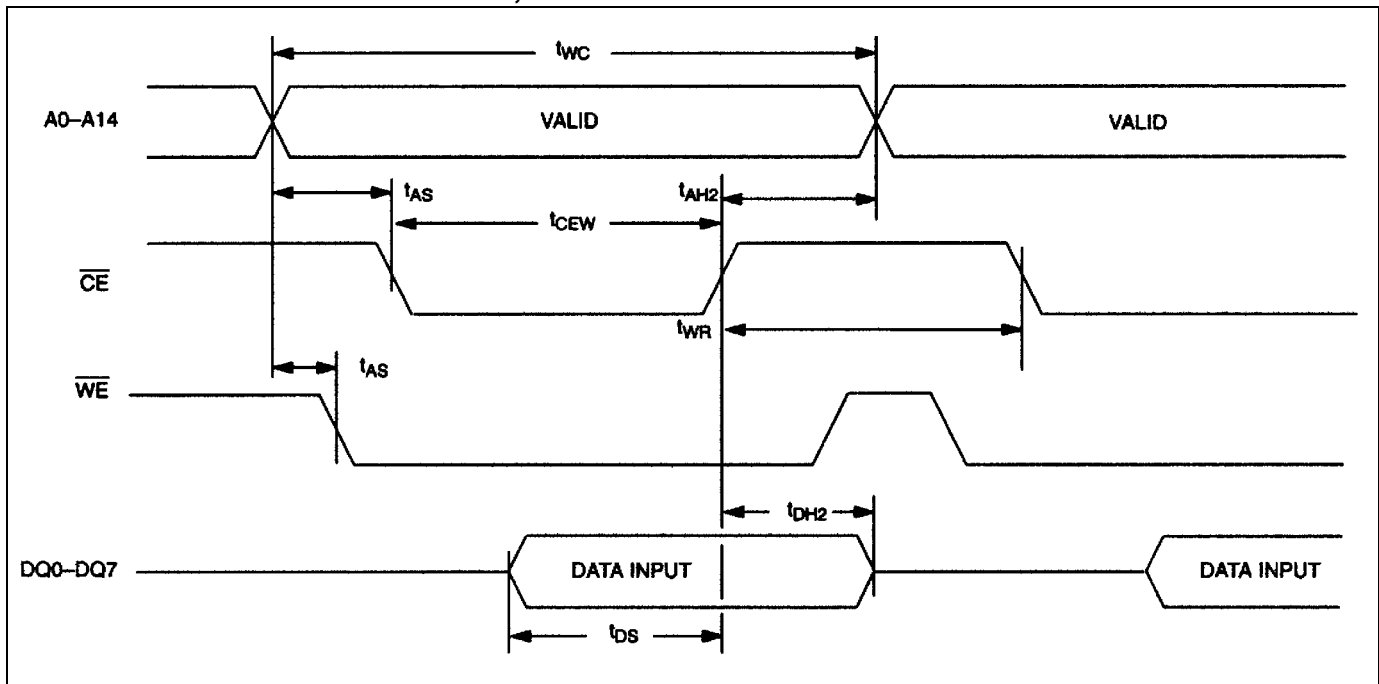 tWC
A0–A14
VALID
VALID
tAS
tAH2
tCEW
CE
tWR
tAS
WE
tDH2
DQ0–DQ7
DATA INPUT
DATA INPUT
tDS